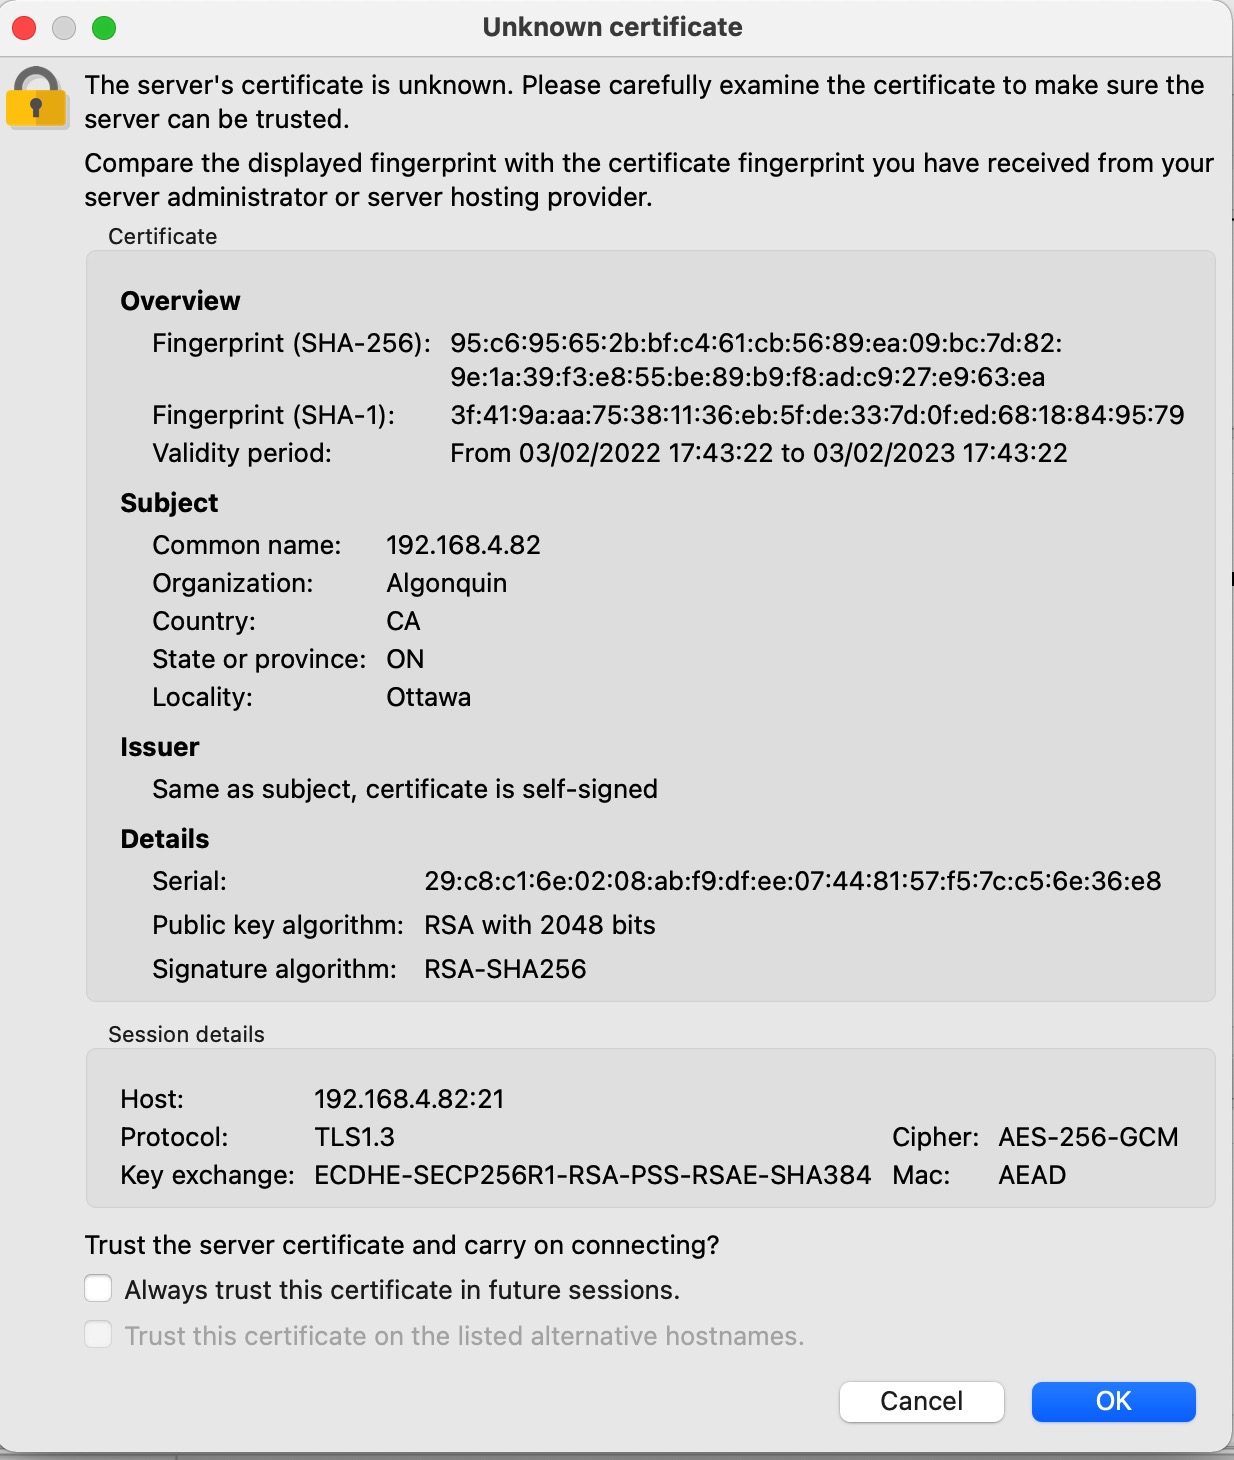 Unknown certificate
The server's certificate is unknown. Please carefully examine the certificate to make sure the
server can be trusted.
Compare the displayed fingerprint with the certificate fingerprint you have received from your
server administrator or server hosting provider.
Certificate
Overview
Fingerprint (SHA-256): 95:c6:95:65:2b:bf:c4:61:cb:56:89:ea:09:bc:7d:82:
9e:1a:39:f3:e8:55:be:89:b9:f8:ad:c9:27:e9:63:ea
Fingerprint (SHA-1): 3f:41:9a:aa:75:38:11:36:eb:5f:de:33:7d:0f:ed:68:18:84:95:79
Validity period: From 03/02/2022 17:43:22 to 03/02/2023 17:43:22
Subject
Common name: 192.168.4.82
Organization: Algonquin
Country: CA
State or province: ON
Locality: Ottawa
Issuer
Same as subject, certificate is self-signed
Details
Serial: 29:c8:c1:6e:02:08:ab:f9:df:ee:07:44:81:57:f5:7c:c5:6e:36:e8
Public key algorithm: RSA with 2048 bits
Signature algorithm: RSA-SHA256
Session details
Host: 192.168.4.82:21
Protocol: TLS1.3 Cipher: AES-256-GCM
Key exchange: ECDHE-SECP256R1-RSA-PSS-RSAE-SHA384 Mac: AEAD
Trust the server certificate and carry on connecting?
Always trust this certificate in future sessions.
Trust this certificate on the listed alternative hostnames.
Cancel OK